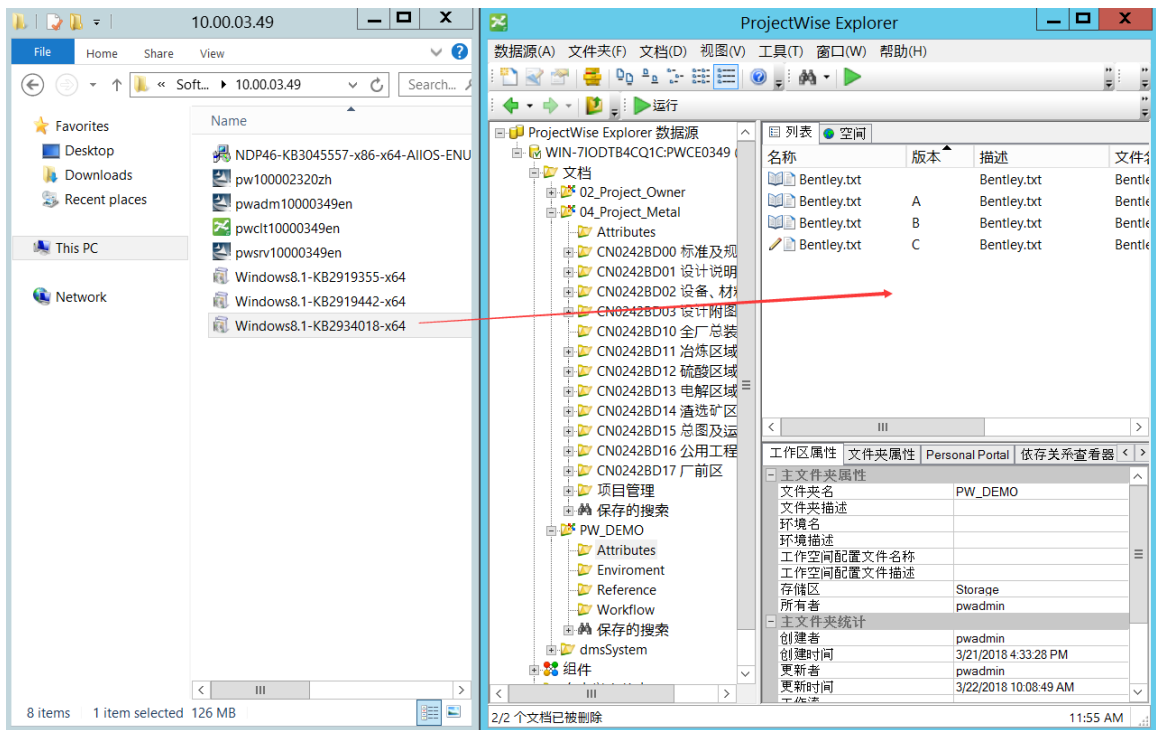 10.00.03.49
File Home Share View
« Soft... 10.00.03.49 Search...
Favorites
Desktop
Downloads
Recent places
This PC
Network
Name
NDP46-KB3045557-x86-x64-AllOS-ENU
pw100002320zh
pwadm10000349en
pwclt10000349en
pwsrv10000349en
Windows8.1-KB2919355-x64
Windows8.1-KB2919442-x64
Windows8.1-KB2934018-x64
8 items 1 item selected 126 MB
ProjectWise Explorer
数据源(A) 文件夹(F) 文档(D) 视图(V) 工具(T) 窗口(W) 帮助(H)
运行
ProjectWise Explorer 数据源
WIN-7IODTB4CQ1C:PWCE0349 (
文档
02_Project_Owner
04_Project_Metal
Attributes
CN0242BD00 标准及规
CN0242BD01 设计说明
CN0242BD02 设备、材
CN0242BD03 设计附图
CN0242BD10 全厂总装
CN0242BD11 冶炼区域
CN0242BD12 硫酸区域
CN0242BD13 电解区域
CN0242BD14 渣选矿区
CN0242BD15 总图及运
CN0242BD16 公用工程
CN0242BD17 厂前区
项目管理
保存的搜索
PW_DEMO
Attributes
Enviroment
Reference
Workflow
保存的搜索
dmsSystem
组件
列表 空间
名称 版本 描述 文件名
Bentley.txt Bentley.txt Bentle
Bentley.txt A Bentley.txt Bentle
Bentley.txt B Bentley.txt Bentle
Bentley.txt C Bentley.txt Bentle
工作区属性 文件夹属性 Personal Portal 依存关系查看器
主文件夹属性
文件夹名 PW_DEMO
文件夹描述
环境名
环境描述
工作空间配置文件名称
工作空间配置文件描述
存储区 Storage
所有者 pwadmin
主文件夹统计
创建者 pwadmin
创建时间 3/21/2018 4:33:28 PM
更新者 pwadmin
更新时间 3/22/2018 10:08:49 AM
2/2 个文档已被删除 11:55 AM